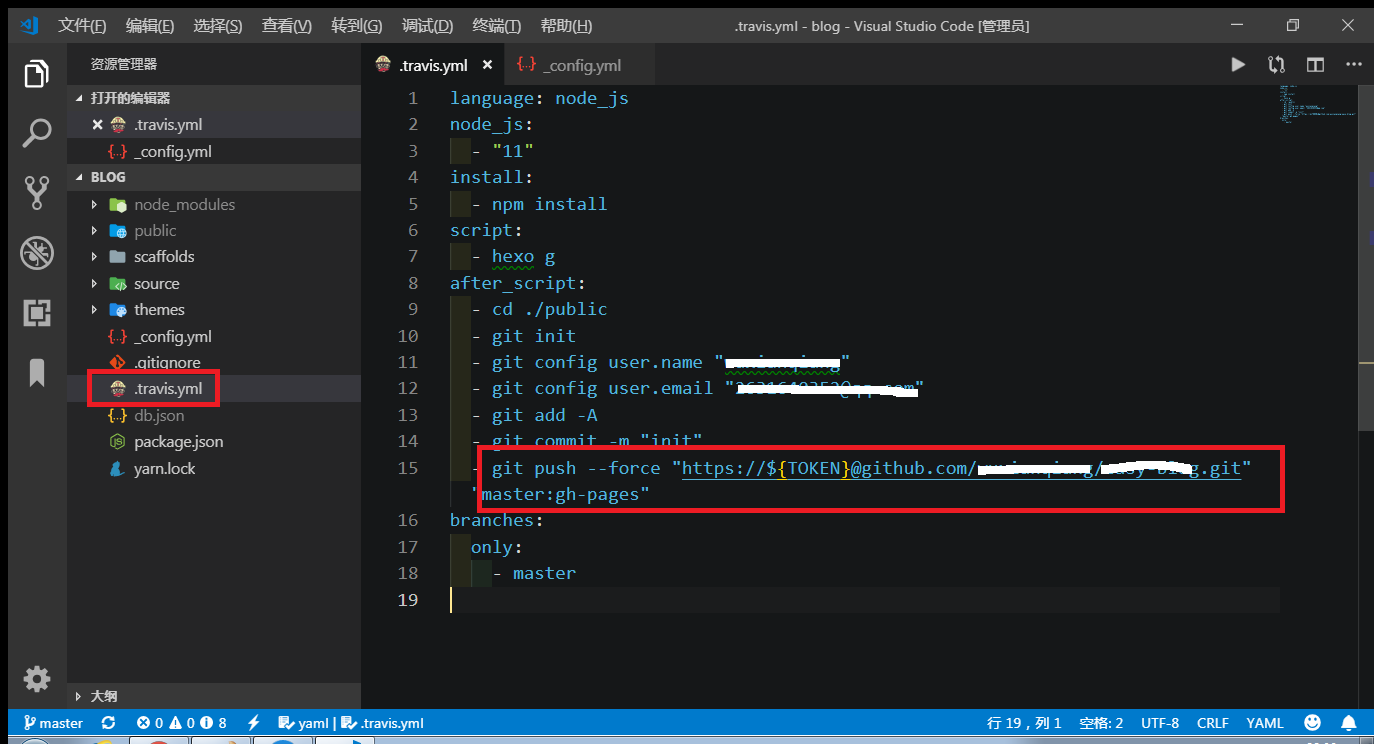 文件(F) 编辑(E) 选择(S) 查看(V) 转到(G) 调试(D) 终端(T) 帮助(H) .travis.yml - blog - Visual Studio Code [管理员]
资源管理器
.travis.yml
_config.yml
打开的编辑器
.travis.yml
_config.yml
BLOG
node_modules
public
scaffolds
source
themes
_config.yml
.gitignore
.travis.yml
db.json
package.json
yarn.lock
大纲
1 language: node_js
2 node_js:
3 - "11"
4 install:
5 - npm install
6 script:
7 - hexo g
8 after_script:
9 - cd ./public
10 - git init
11 - git config user.name ""
12 - git config user.email ""
13 - git add -A
14 - git commit -m "init"
15 - git push --force "https://${TOKEN}@github.com/ / .git"
"master:gh-pages"
16 branches:
17 only:
18 - master
19
master 0 0 8 yaml | .travis.yml 行 19，列 1 空格: 2 UTF-8 CRLF YAML